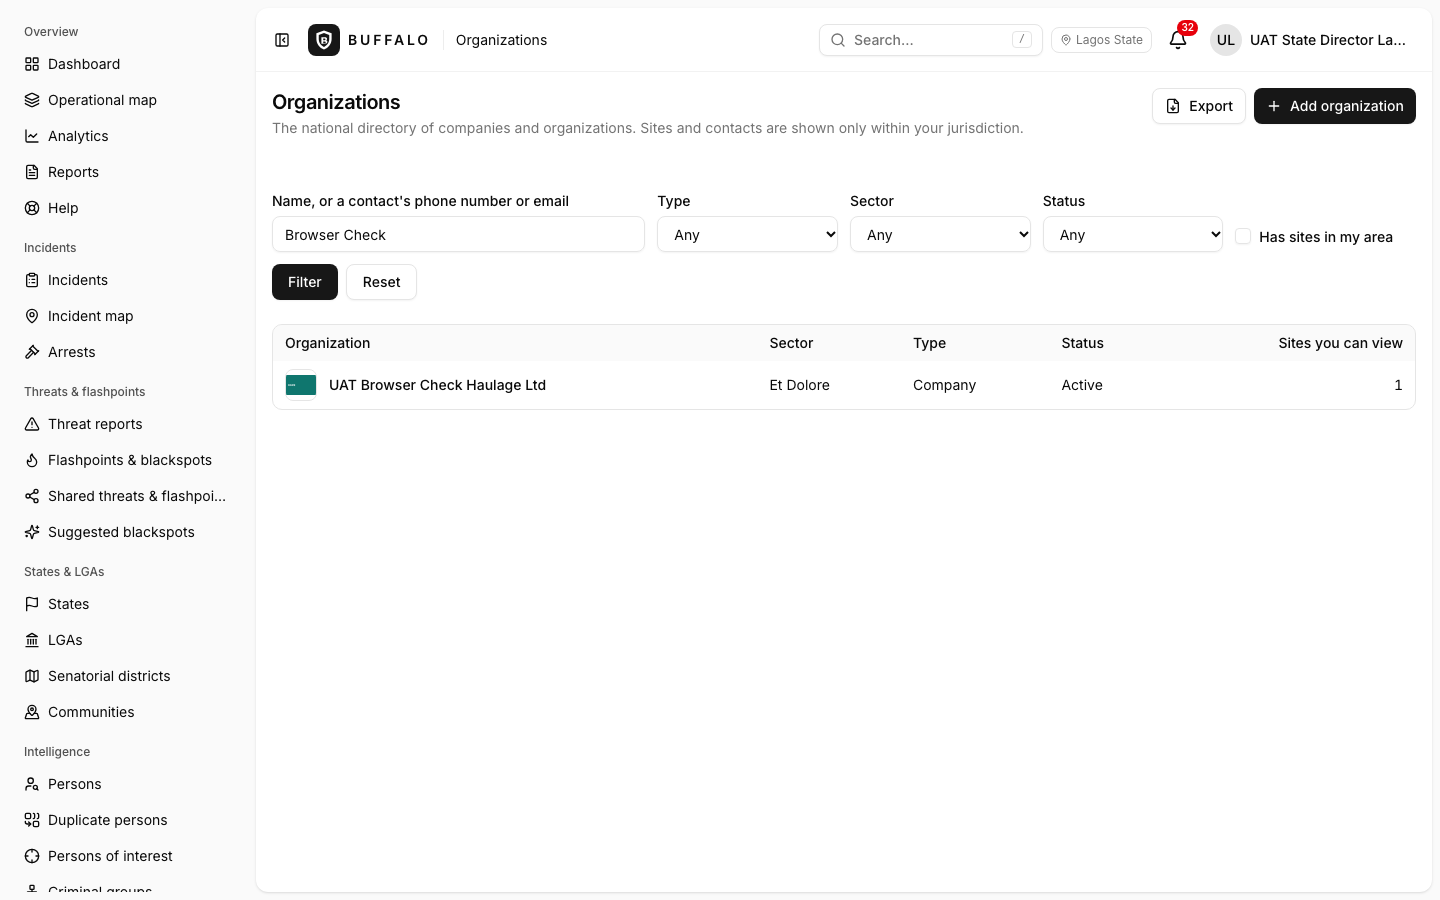 Overview
Dashboard
Operational map
Analytics
Reports
Help
Incidents
Incidents
Incident map
Arrests
Threats & flashpoints
Threat reports
Flashpoints & blackspots
Shared threats & flashpoi...
Suggested blackspots
States & LGAs
States
LGAs
Senatorial districts
Communities
Intelligence
Persons
Duplicate persons
Persons of interest
Criminal groups
BUFFALO
Organizations
Search...
/
Lagos State
32
UL
UAT State Director La...
Organizations
The national directory of companies and organizations. Sites and contacts are shown only within your jurisdiction.
Export
Add organization
Name, or a contact's phone number or email
Type
Sector
Status
Browser Check
Any
Any
Any
Has sites in my area
Filter
Reset
Organization Sector Type Status Sites you can view
UAT Browser Check Haulage Ltd Et Dolore Company Active 1